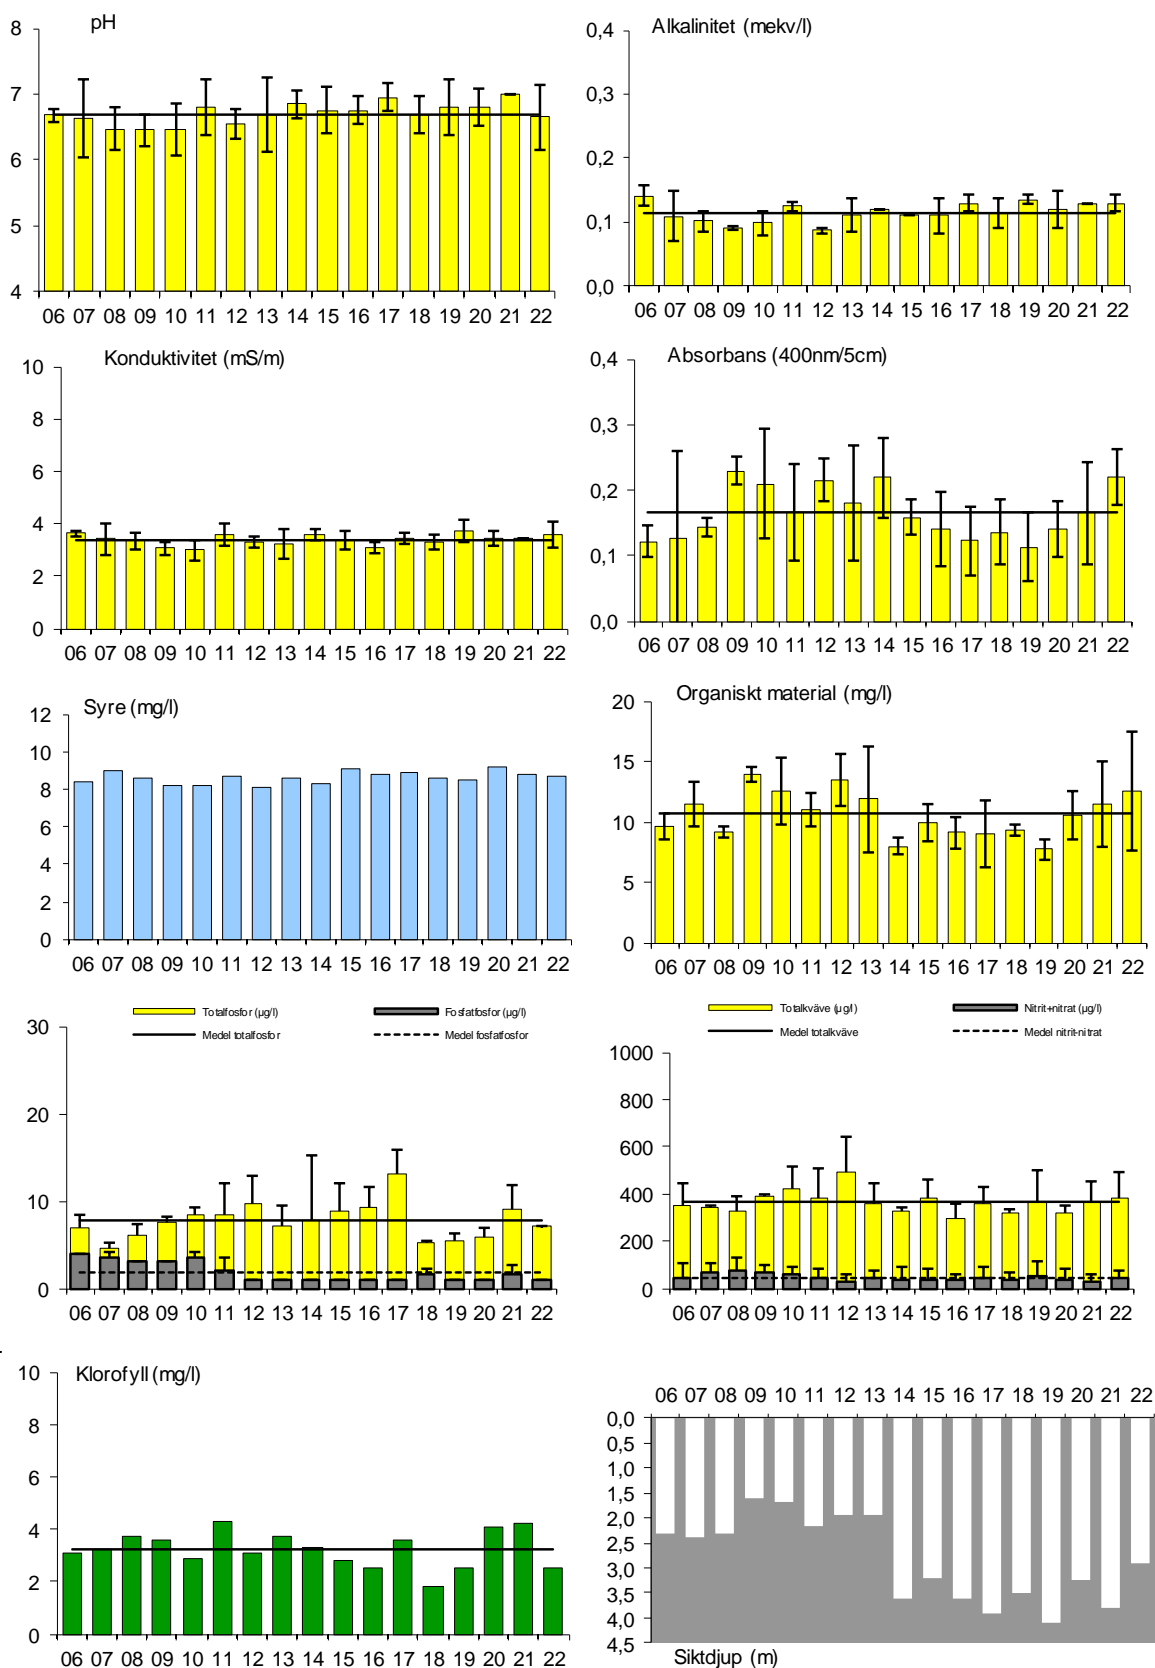 pH
8
7
6
5
4
06 07 08 09 10 11 12 13 14 15 16 17 18 19 20 21 22
Alkalinitet (mekv/l)
0,4
0,3
0,2
0,1
0,0
06 07 08 09 10 11 12 13 14 15 16 17 18 19 20 21 22
Konduktivitet (mS/m)
10
8
6
4
2
0
06 07 08 09 10 11 12 13 14 15 16 17 18 19 20 21 22
Absorbans (400nm/5cm)
0,4
0,3
0,2
0,1
0,0
06 07 08 09 10 11 12 13 14 15 16 17 18 19 20 21 22
Syre (mg/l)
12
10
8
6
4
2
0
06 07 08 09 10 11 12 13 14 15 16 17 18 19 20 22
Organiskt material (mg/l)
20
15
10
5
0
06 07 08 09 10 11 12 13 14 15 16 17 18 19 20 21 22
Totalfosfor (µg/l) Fosfatfosfor (µg/l)
Medel totalfosfor Medel fosfatfosfor
30
20
10
0
06 07 08 09 10 11 12 13 14 15 16 17 18 19 20 21 22
Totalkväve (µg/l) Nitrit+nitrat (µg/l)
Medel totalkväve Medel nitrit-nitrat
1000
800
600
400
200
0
06 07 08 09 10 11 12 13 14 15 16 17 18 19 20 21 22
Klorofyll (mg/l)
10
8
6
4
2
0
06 07 08 09 10 11 12 13 14 15 16 17 18 19 20 21 22
06 07 08 09 10 11 12 13 14 15 16 17 18 19 20 21 22
0,0
0,5
1,0
1,5
2,0
2,5
3,0
3,5
4,0
4,5
Siktdjup (m)